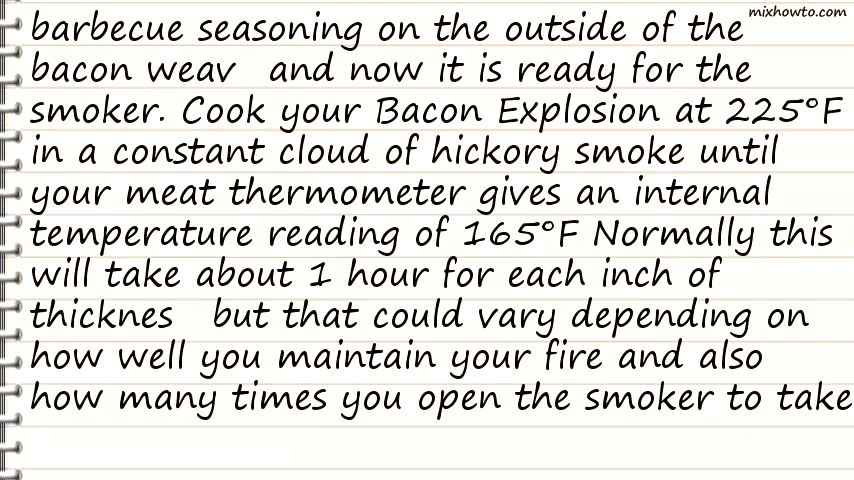 mixhowto.com
barbecue seasoning on the outside of the
bacon weav and now it is ready for the
smoker. Cook your Bacon Explosion at 225°F
in a constant cloud of hickory smoke until
your meat thermometer gives an internal
temperature reading of 165°F Normally this
will take about 1 hour for each inch of
thicknes but that could vary depending on
how well you maintain your fire and also
how many times you open the smoker to take